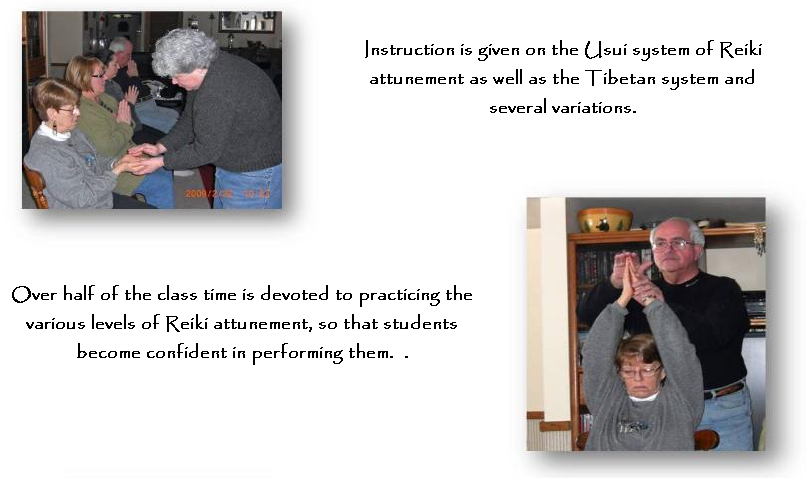 Instruction is given on the Usui system of Reiki
attunement as well as the Tibetan system and
several variations.
Over half of the class time is devoted to practicing the
various levels of Reiki attunement, so that students
become confident in performing them.  .